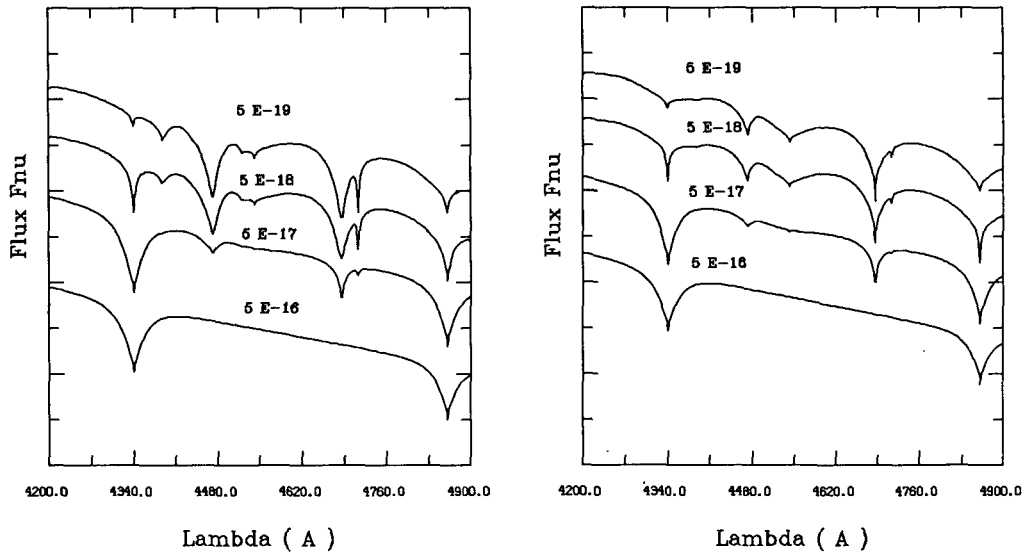 Flux Fnu
5 E-19
5 E-18
5 E-17
5 E-16
4200.0 4340.0 4480.0 4620.0 4760.0 4900.0
Lambda ( A )
Flux Fnu
5 E-19
5 E-18
5 E-17
5 E-16
4200.0 4340.0 4480.0 4620.0 4760.0 4900.0
Lambda ( A )